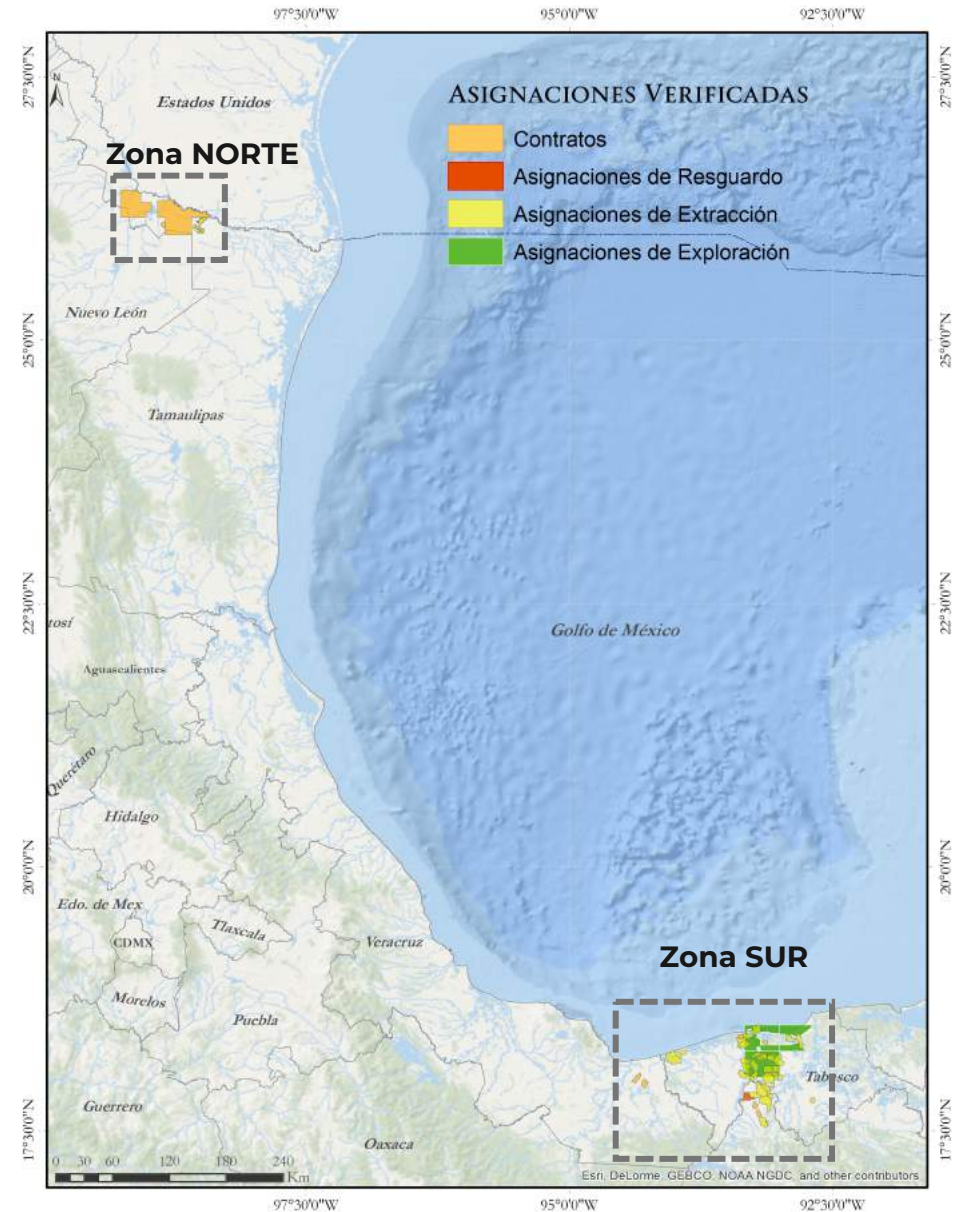 97°30'0"W 95°0'0"W 92°30'0"W
27°30'0"N 27°30'0"N
N
Estados Unidos
ASIGNACIONES VERIFICADAS
Contratos
Zona NORTE
Asignaciones de Resguardo
Asignaciones de Extracción
Asignaciones de Exploración
Nuevo León
25°0'0"N 25°0'0"N
Tamaulipas
22°30'0"N 22°30'0"N
tosí
Golfo de México
Aguascalientes
Querétaro
Hidalgo
20°0'0"N 20°0'0"N
Edo. de Mex
Tlaxcala
CDMX
Veracruz
Zona SUR
Morelos
Puebla
Tabasco
Guerrero
17°30'0"N 17°30'0"N
Oaxaca
0 30 60 120 180 240
Km
Esri, DeLorme, GEBCO, NOAA NGDC, and other contributors
97°30'0"W 95°0'0"W 92°30'0"W